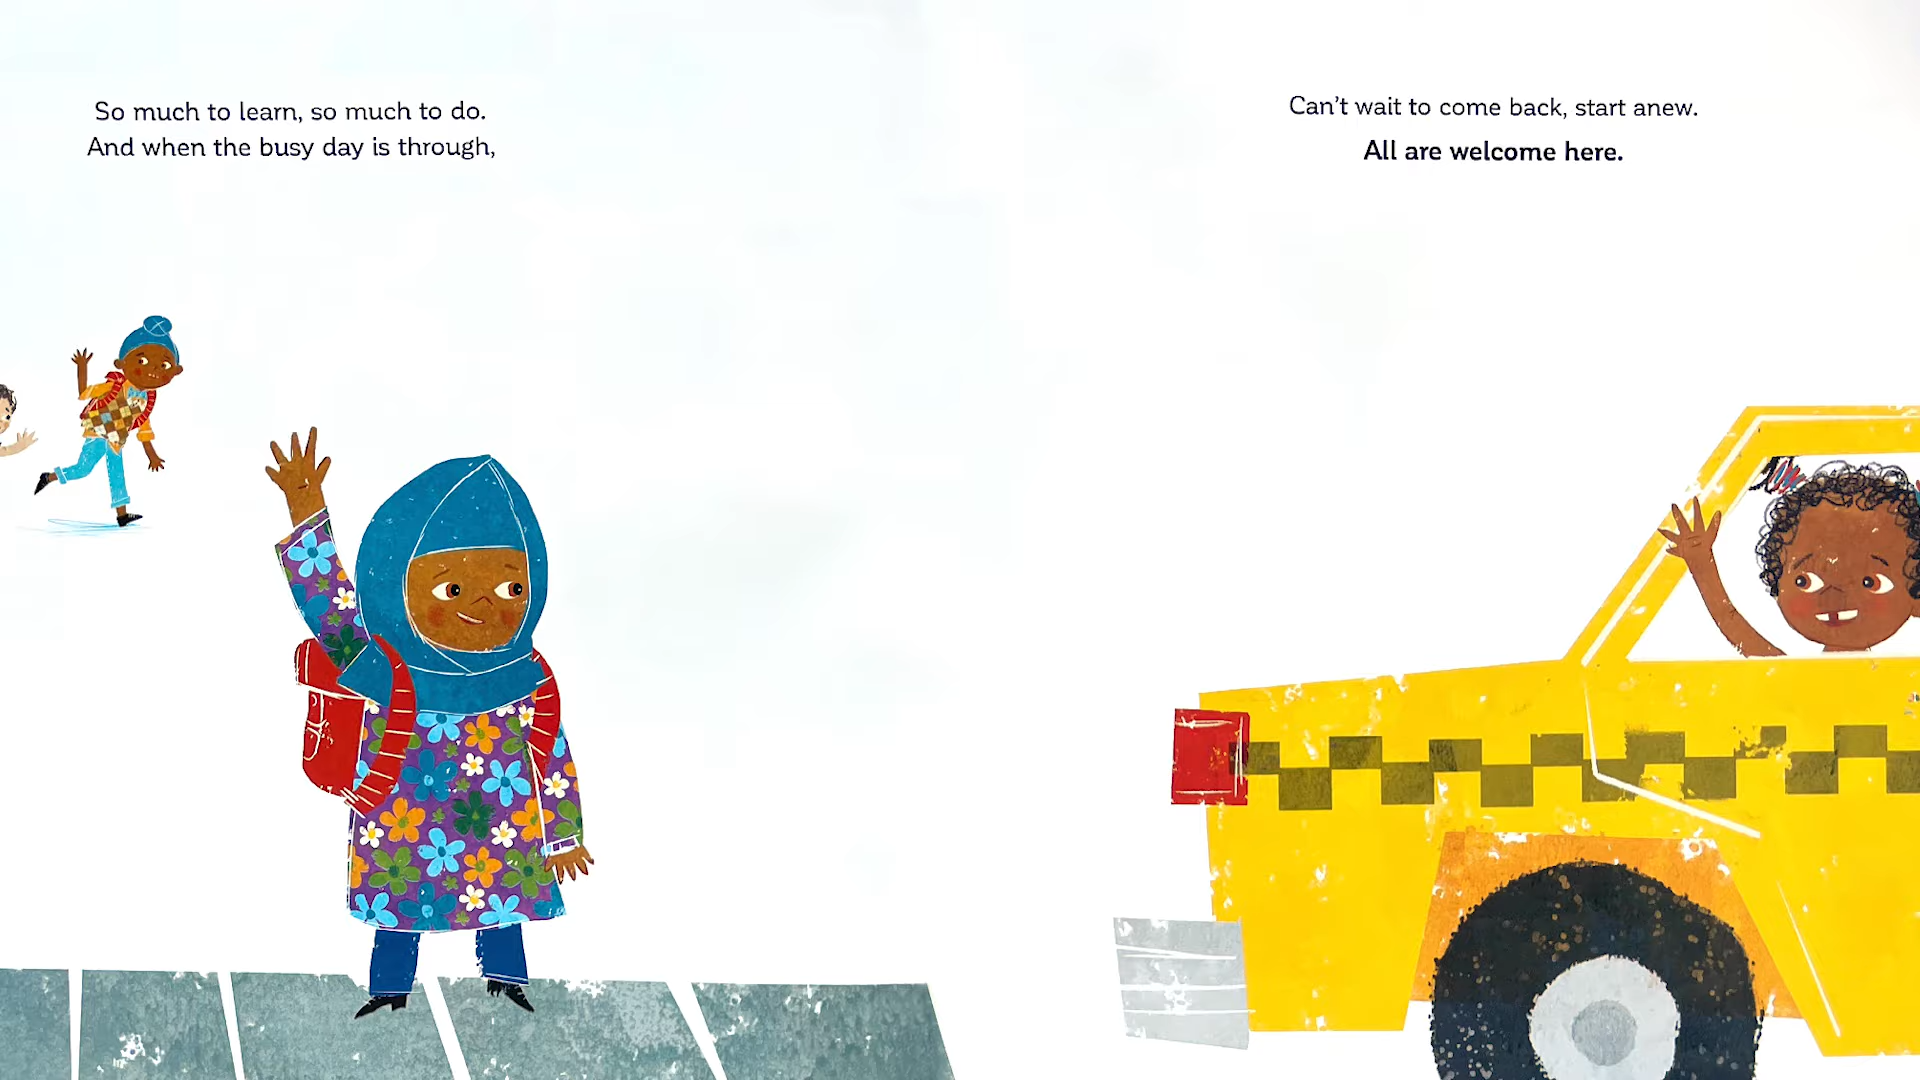 So much to learn, so much to do.
And when the busy day is through,
Can't wait to come back, start anew.
All are welcome here.